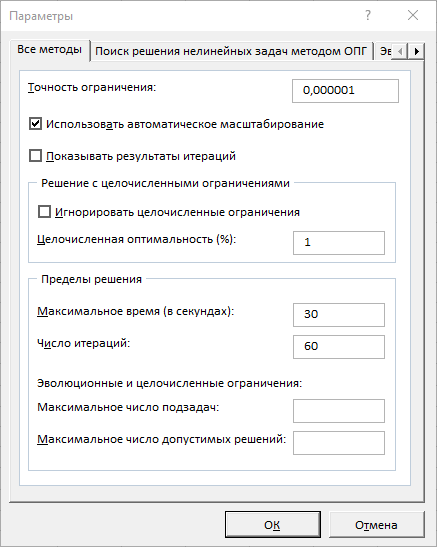 Параметры
Все методы
Поиск решения нелинейных задач методом ОПГ
Эв
Точность ограничения:
0,000001
Использовать автоматическое масштабирование
Показывать результаты итераций
Решение с целочисленными ограничениями
Игнорировать целочисленные ограничения
Целочисленная оптимальность (%):
1
Пределы решения
Максимальное время (в секундах):
30
Число итераций:
60
Эволюционные и целочисленные ограничения:
Максимальное число подзадач:
Максимальное число допустимых решений:
ОК
Отмена